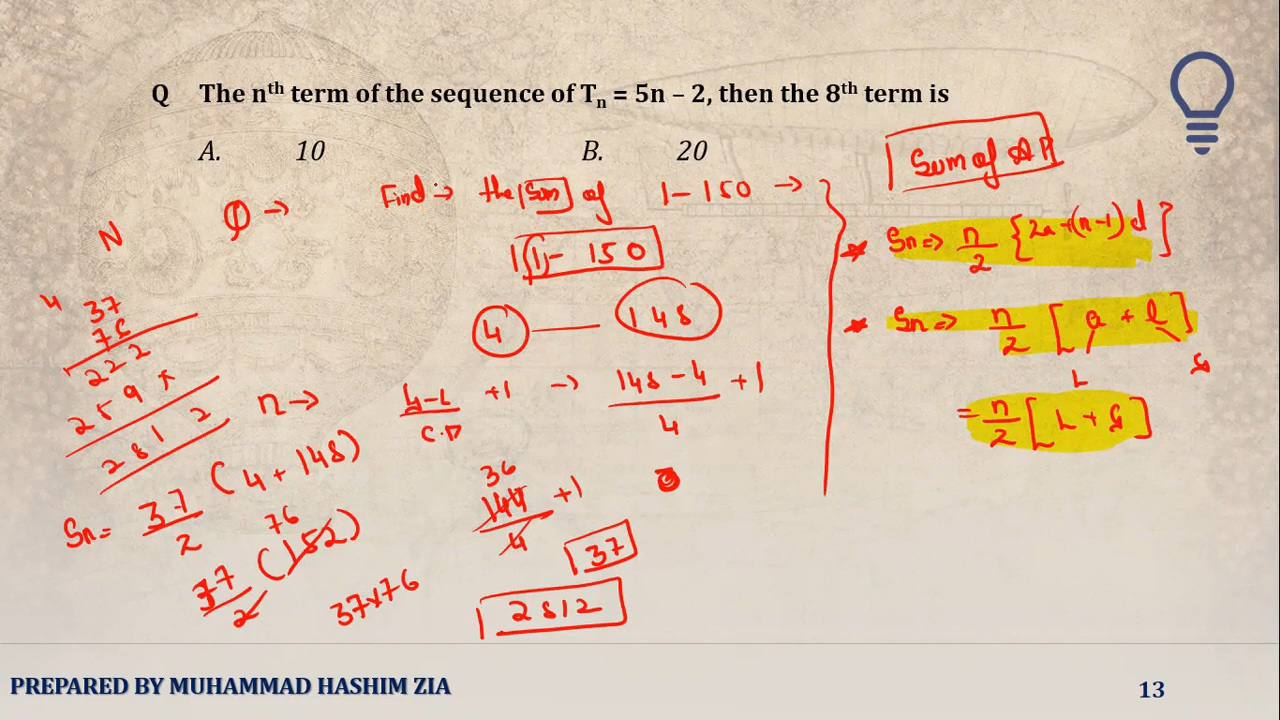 Q The nth term of the sequence of Tn = 5n – 2, then the 8th term is
A. 10 B. 20
Sum of AP
Find → the Sum of 1 – 150 →
Q →
N
1 – 150
Sn ⇒ n/2 {2a + (n-1) d]
4 — 148
Sn ⇒ n/2 [a + l]
L G
= n/2 [L + G]
4
37
76
222
259×
2812
n → G-L/C.D +1 → 148-4/4 + 1
36
144/4 +1
37
Sn = 37/2 (4 + 148)
76
37/2 (152)
37×76
2812
PREPARED BY MUHAMMAD HASHIM ZIA
13